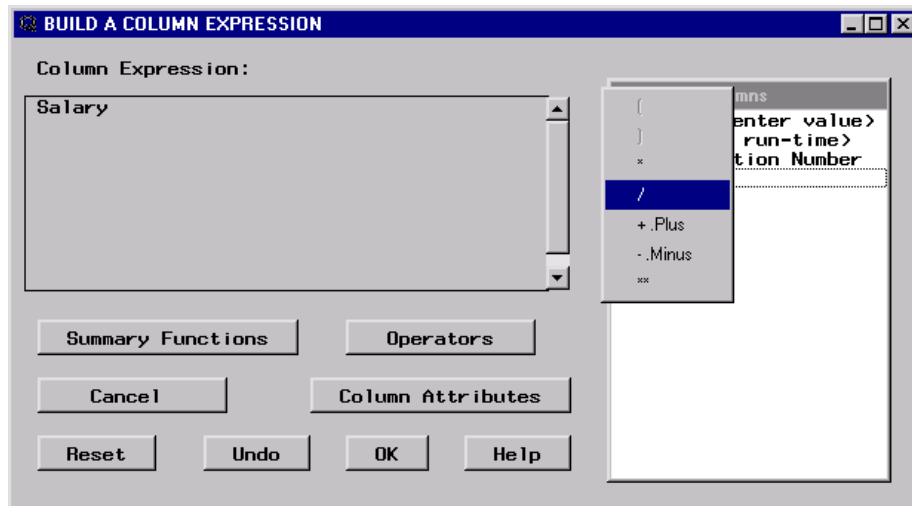 BUILD A COLUMN EXPRESSION
Column Expression:
Salary
mns
enter value>
run-time>
tion Number
(
)
*
/
+ .Plus
- .Minus
**
Summary Functions
Operators
Cancel
Column Attributes
Reset
Undo
OK
Help